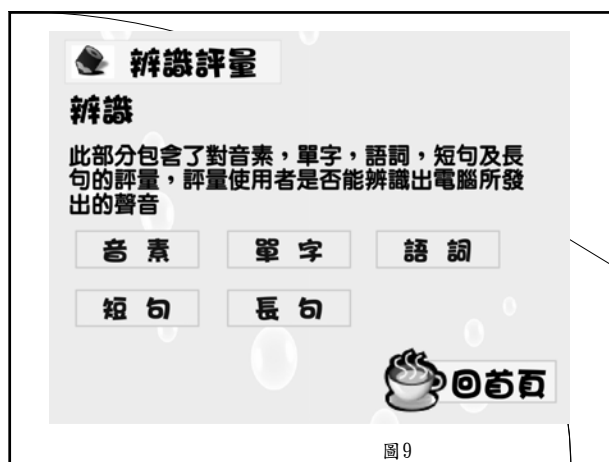 辨識評量
辨識
此部分包含了對音素，單字，語詞，短句及長
句的評量，評量使用者是否能辨識出電腦所發
出的聲音
音素 單字 語詞
短句 長句
回首頁
圖9